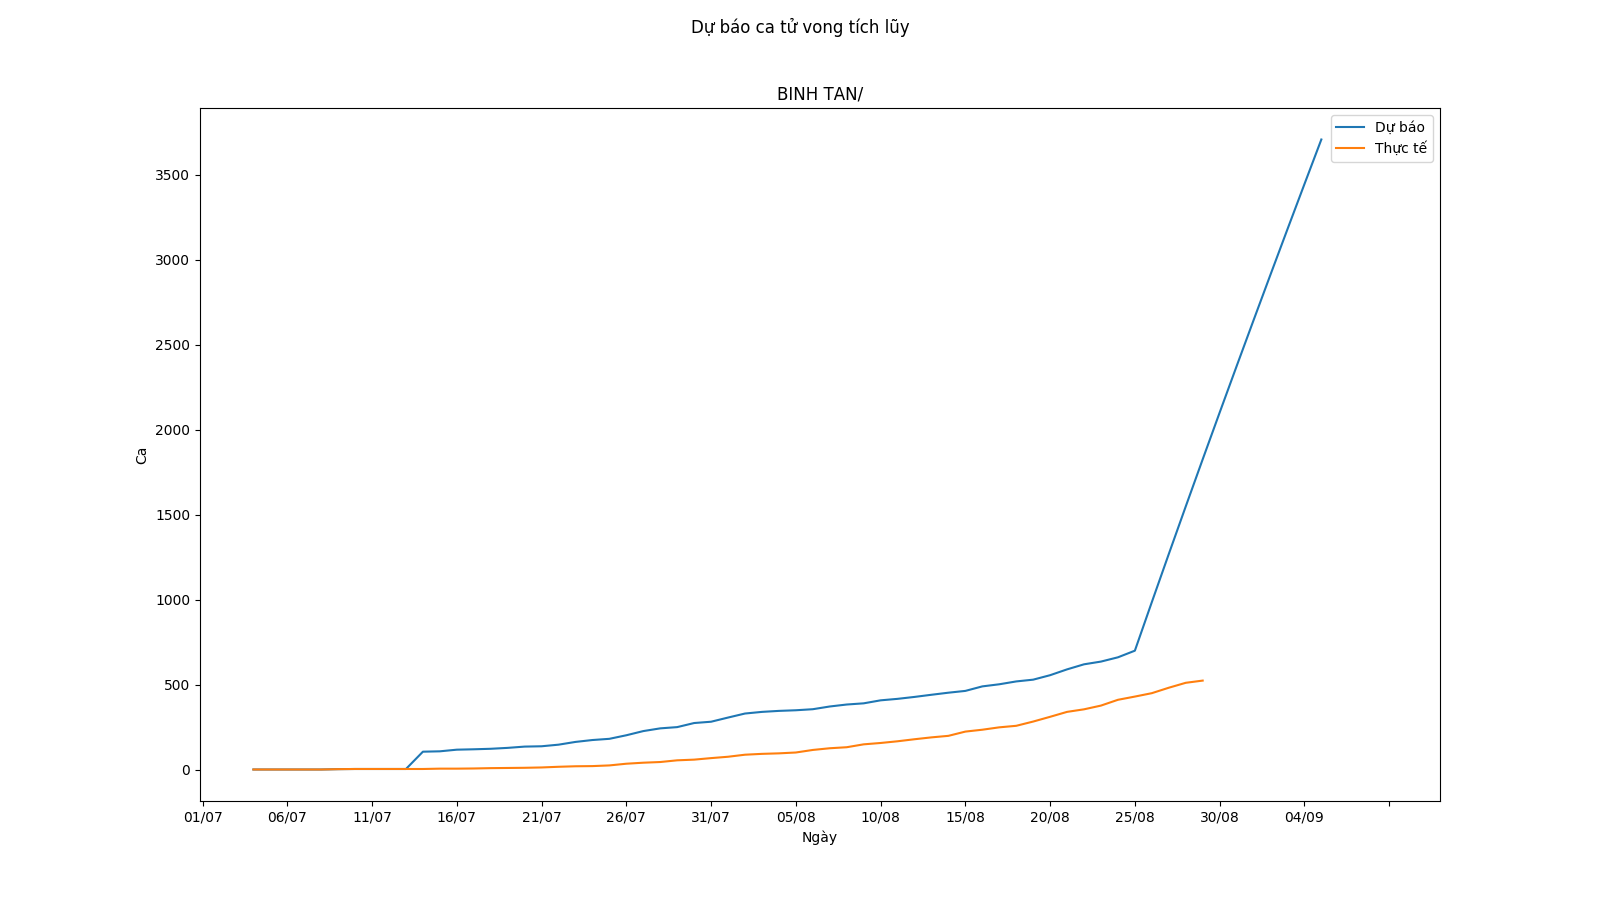 Dự báo ca tử vong tích lũy
BINH TAN/
Dự báo
Thực tế
3500
3000
2500
2000
1500
1000
500
0
Ca
01/07 06/07 11/07 16/07 21/07 26/07 31/07 05/08 10/08 15/08 20/08 25/08 30/08 04/09
Ngày